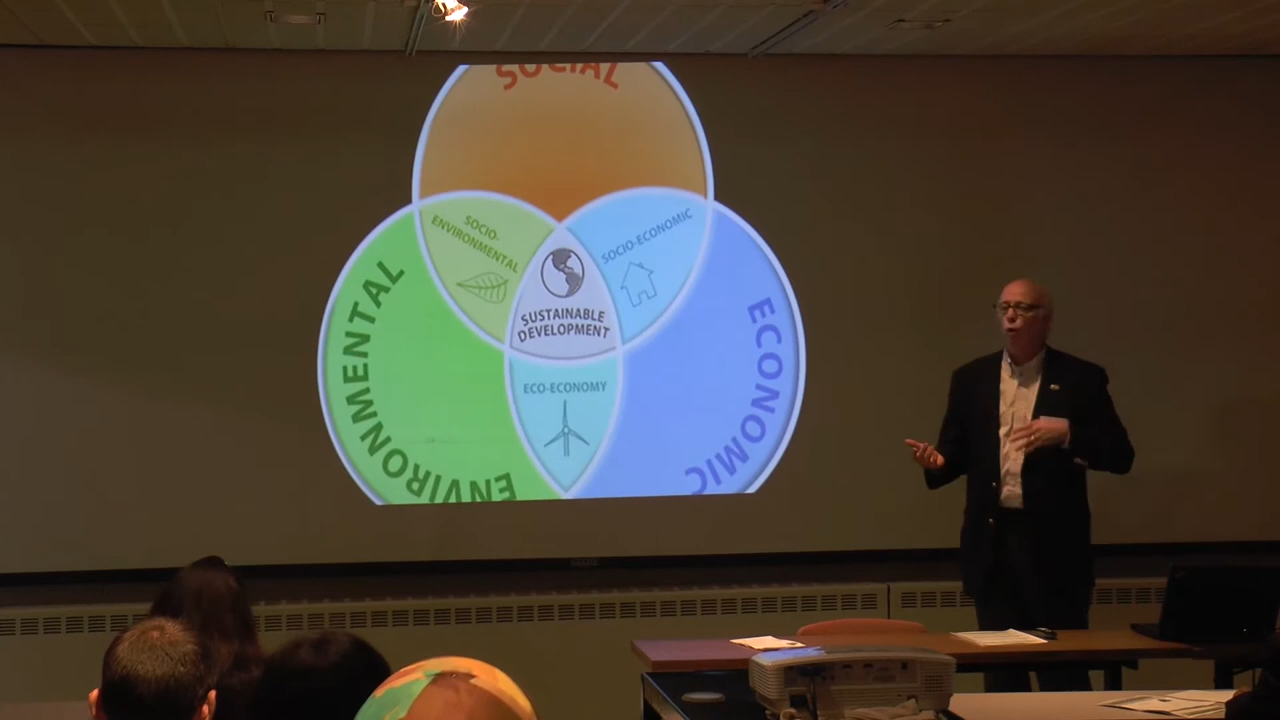 SOCIAL
SOCIO-
ENVIRONMENTAL
SOCIO-ECONOMIC
SUSTAINABLE
DEVELOPMENT
ENVIRONMENTAL
ECONOMIC
ECO-ECONOMY